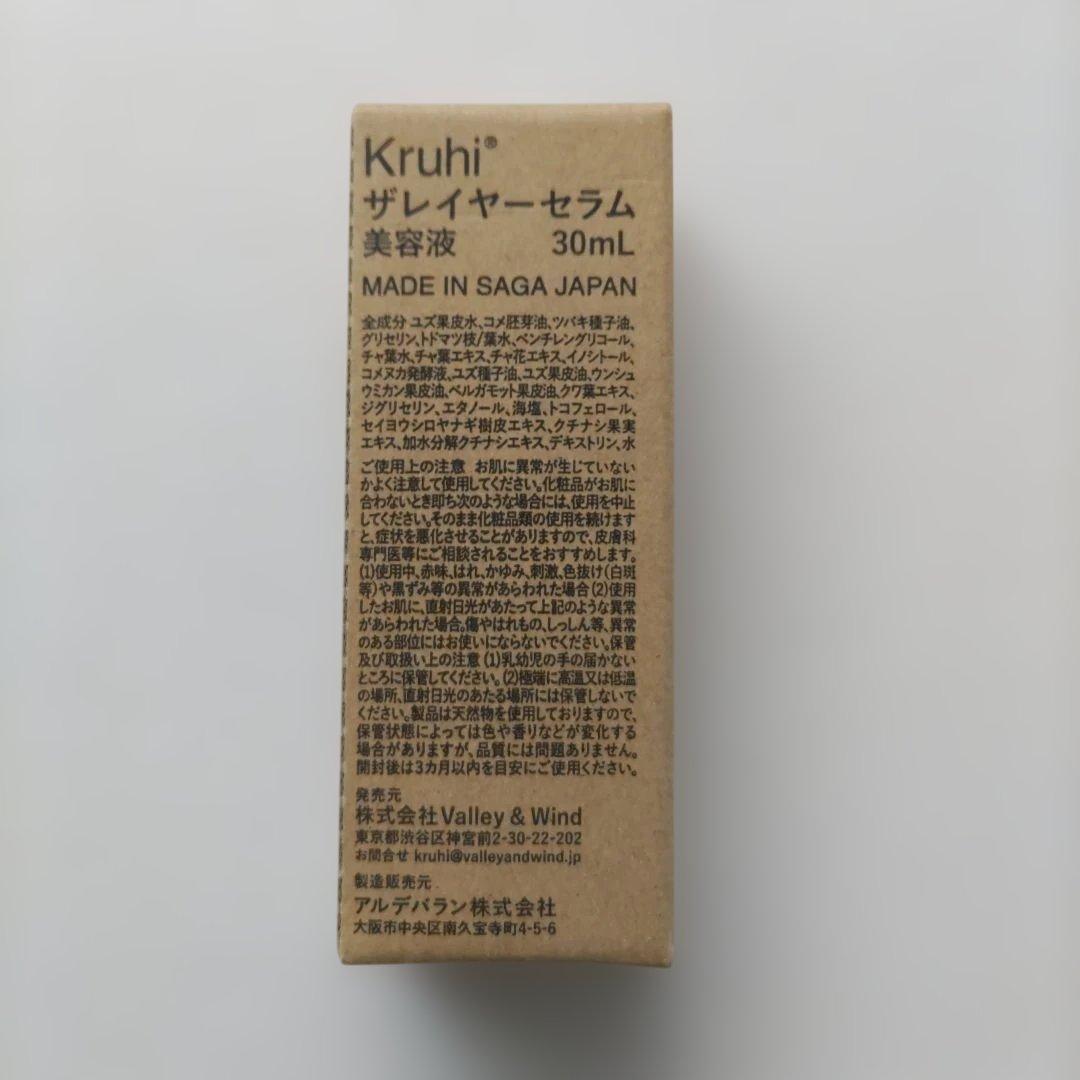 Kruhi®
ザレイヤーセラム
美容液 30mL
MADE IN SAGA JAPAN
全成分 ユズ果皮水、コメ胚芽油、ツバキ種子油、
グリセリン、トドマツ枝/葉水、ペンチレングリコール、
チャ葉水、チャ葉エキス、チャ花エキス、イノシトール、
コメヌカ発酵液、ユズ種子油、ユズ果皮油、ウンシュ
ウミカン果皮油、ベルガモット果皮油、クワ葉エキス、
ジグリセリン、エタノール、海塩、トコフェロール、
セイヨウシロヤナギ樹皮エキス、クチナシ果実
エキス、加水分解クチナシエキス、デキストリン、水
ご使用上の注意 お肌に異常が生じていない
かよく注意して使用してください。化粧品がお肌に
合わないとき即ち次のような場合には、使用を中止
してください。そのまま化粧品類の使用を続けます
と、症状を悪化させることがありますので、皮膚科
専門医等にご相談されることをおすすめします。
(1)使用中、赤味、はれ、かゆみ、刺激、色抜け(白斑
等)や黒ずみ等の異常があらわれた場合(2)使用
したお肌に、直射日光があたって上記のような異常
があらわれた場合。傷やはれもの、しっしん等、異常
のある部位にはお使いにならないでください。保管
及び取扱い上の注意(1)乳幼児の手の届かない
ところに保管してください。(2)極端に高温又は低温
の場所、直射日光のあたる場所には保管しないで
ください。製品は天然物を使用しておりますので、
保管状態によっては色や香りなどが変化する
場合がありますが、品質には問題ありません。
開封後は3カ月以内を目安にご使用ください。
発売元
株式会社Valley & Wind
東京都渋谷区神宮前2-30-22-202
お問合せ kruhi@valleyandwind.jp
製造販売元
アルデバラン株式会社
大阪市中央区南久宝寺町4-5-6